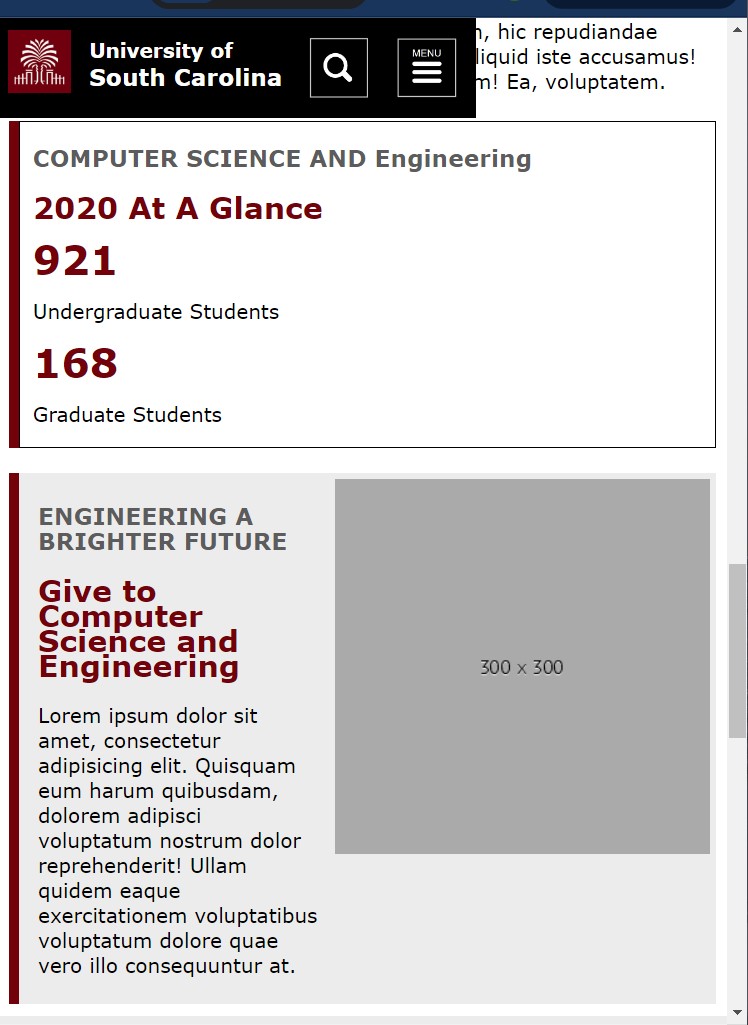 University of
South Carolina
MENU
, hic repudiandae
liquid iste accusamus!
m! Ea, voluptatem.
COMPUTER SCIENCE AND Engineering
2020 At A Glance
921
Undergraduate Students
168
Graduate Students
ENGINEERING A
BRIGHTER FUTURE
Give to
Computer
Science and
Engineering
Lorem ipsum dolor sit
amet, consectetur
adipisicing elit. Quisquam
eum harum quibusdam,
dolorem adipisci
voluptatum nostrum dolor
reprehenderit! Ullam
quidem eaque
exercitationem voluptatibus
voluptatum dolore quae
vero illo consequuntur at.
300 x 300